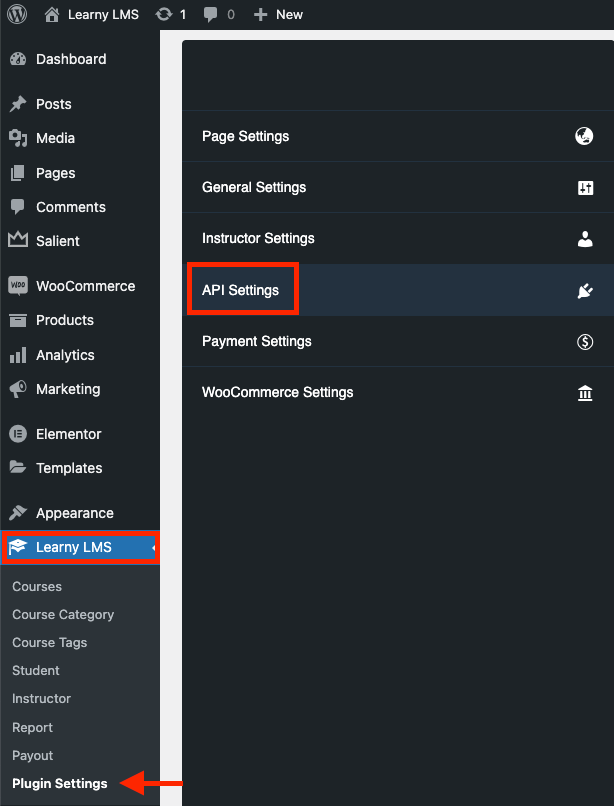 Learny LMS 1 0 New
Dashboard
Posts
Media
Pages
Comments
Salient
WOO WooCommerce
Products
Analytics
Marketing
Elementor
Templates
Appearance
Learny LMS
Courses
Course Category
Course Tags
Student
Instructor
Report
Payout
Plugin Settings
Page Settings
General Settings
Instructor Settings
API Settings
Payment Settings
WooCommerce Settings